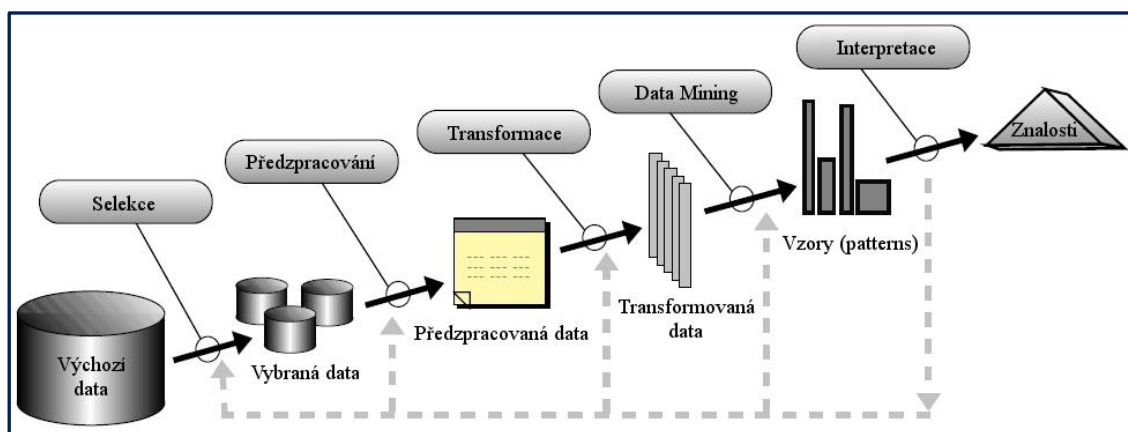 Interpretace
Data Mining
Znalosti
Transformace
Předzpracování
Selekce
Vzory (patterns)
Transformovaná
data
Předzpracovaná data
Vybraná data
Výchozí
data